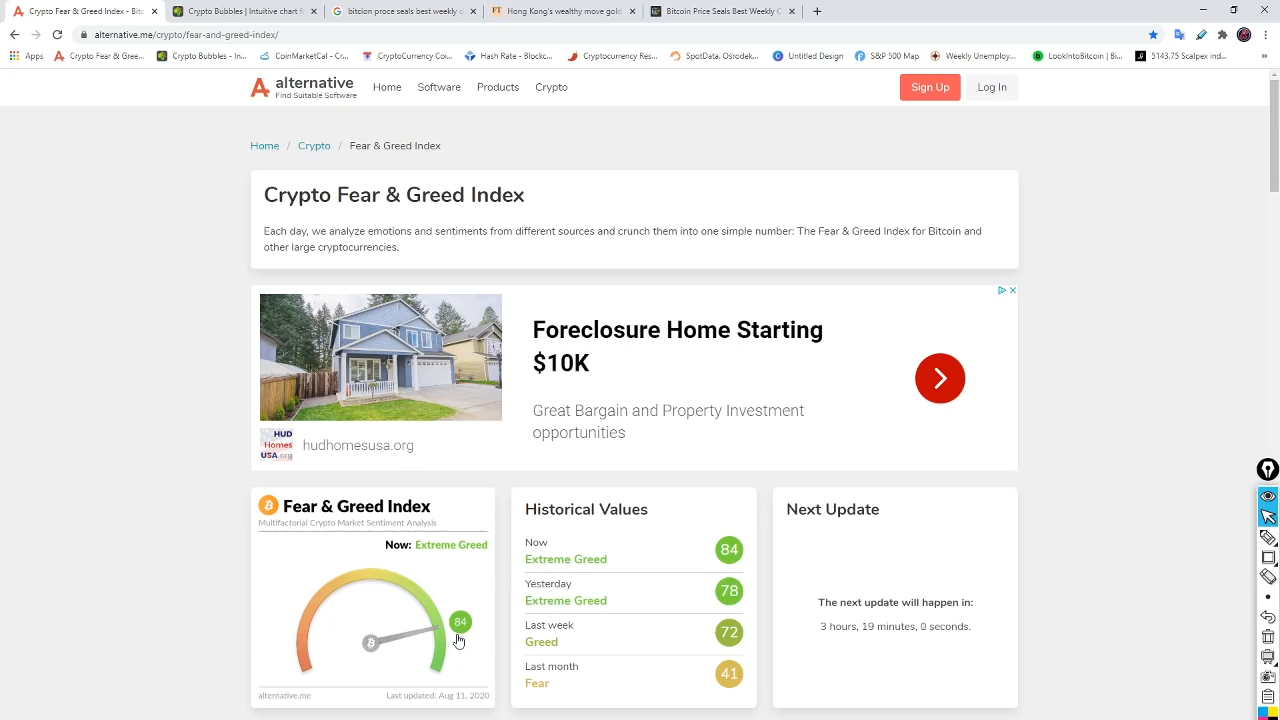 Crypto Fear & Greed Index - Bitc
Crypto Bubbles | Intuitive chart f
bitcion proce seals best weekly c
Hong Kong's wealthy move gold
Bitcoin Price Seals Best Weekly C
alternative.me/crypto/fear-and-greed-index/
Apps
Crypto Fear & Gree...
Crypto Bubbles - In...
CoinMarketCal - Cr...
CryptoCurrency Coi...
Hash Rate - Blockc...
Cyptocurrency Res...
SpotData. Ośrodek...
Untitled Design
S&P 500 Map
Weekly Unemploy...
LookIntoBitcoin | Bi...
5143.75 Scalpex ind...
alternative
Find Suitable Software
Home
Software
Products
Crypto
Sign Up
Log In
Home / Crypto / Fear & Greed Index
Crypto Fear & Greed Index
Each day, we analyze emotions and sentiments from different sources and crunch them into one simple number: The Fear & Greed Index for Bitcoin and
other large cryptocurrencies.
Foreclosure Home Starting
$10K
Great Bargain and Property Investment
opportunities
HUD
Homes
USA.org
hudhomesusa.org
Fear & Greed Index
Multifactorial Crypto Market Sentiment Analysis
Now: Extreme Greed
84
alternative.me
Last updated: Aug 11, 2020
Historical Values
Now
Extreme Greed
84
Yesterday
Extreme Greed
78
Last week
Greed
72
Last month
Fear
41
Next Update
The next update will happen in:
3 hours, 19 minutes, 0 seconds.